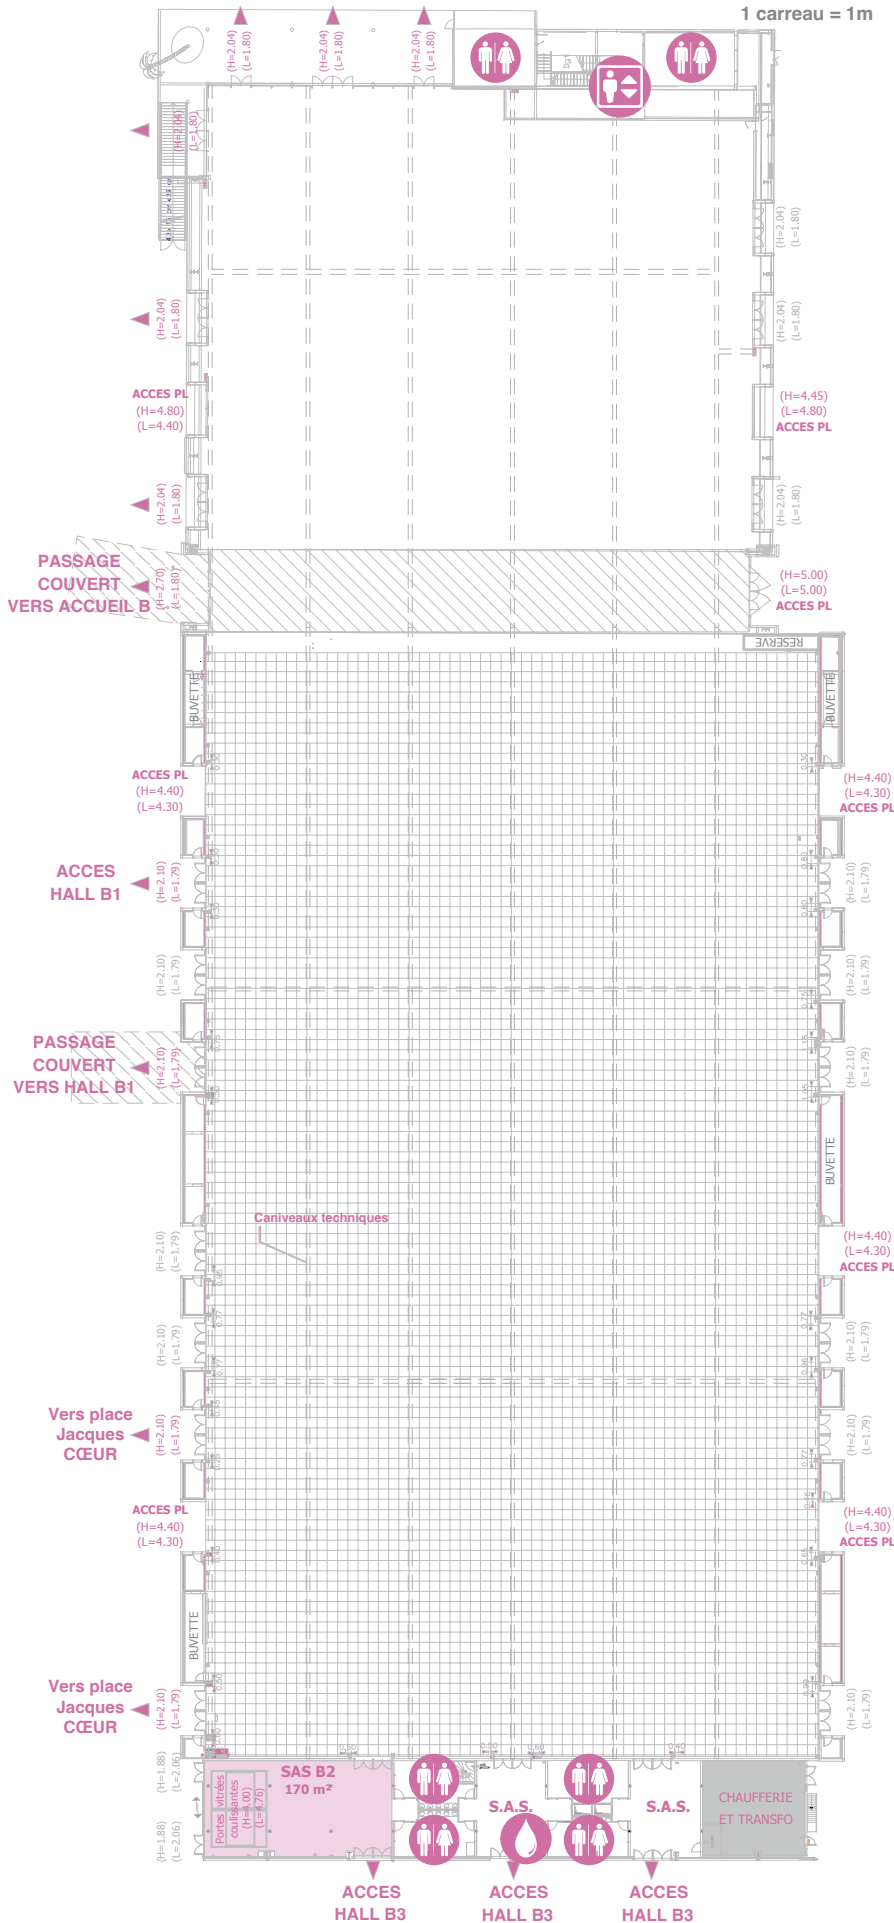 1 carreau = 1m
(H=2.04)
(L=1.80)
(H=2.04)
(L=1.80)
(H=2.04)
(L=1.80)
(H=2.04)
(L=1.80)
(H=2.04)
(L=1.80)
(H=2.04)
(L=1.80)
(H=2.04)
(L=1.80)
ACCES PL
(H=4.80)
(L=4.40)
(H=4.45)
(L=4.80)
ACCES PL
(H=2.04)
(L=1.80)
(H=2.04)
(L=1.80)
PASSAGE
COUVERT
VERS ACCUEIL B
(H=2.70)
(L=1.80)
(H=5.00)
(L=5.00)
ACCES PL
RESERVE
BUVETTE
BUVETTE
0.30
0.30
ACCES PL
(H=4.40)
(L=4.30)
(H=4.40)
(L=4.30)
ACCES PL
ACCES
HALL B1
(H=2.10)
(L=1.79)
(H=2.10)
(L=1.79)
(H=2.10)
(L=1.79)
(H=2.10)
(L=1.79)
PASSAGE
COUVERT
VERS HALL B1
(H=2.10)
(L=1.79)
(H=2.10)
(L=1.79)
BUVETTE
Caniveaux techniques
(H=2.10)
(L=1.79)
(H=4.40)
(L=4.30)
ACCES PL
(H=2.10)
(L=1.79)
(H=2.10)
(L=1.79)
0.77
0.77
Vers place
Jacques
CŒUR
(H=2.10)
(L=1.79)
(H=2.10)
(L=1.79)
ACCES PL
(H=4.40)
(L=4.30)
(H=4.40)
(L=4.30)
ACCES PL
BUVETTE
Vers place
Jacques
CŒUR
(H=2.10)
(L=1.79)
(H=2.10)
(L=1.79)
(H=1.88)
(L=2.06)
SAS B2
170 m²
Portes vitrées
coulissantes
(H=4.00)
(L=4.76)
S.A.S.
S.A.S.
CHAUFFERIE
ET TRANSFO
(H=1.88)
(L=2.06)
ACCES
HALL B3
ACCES
HALL B3
ACCES
HALL B3